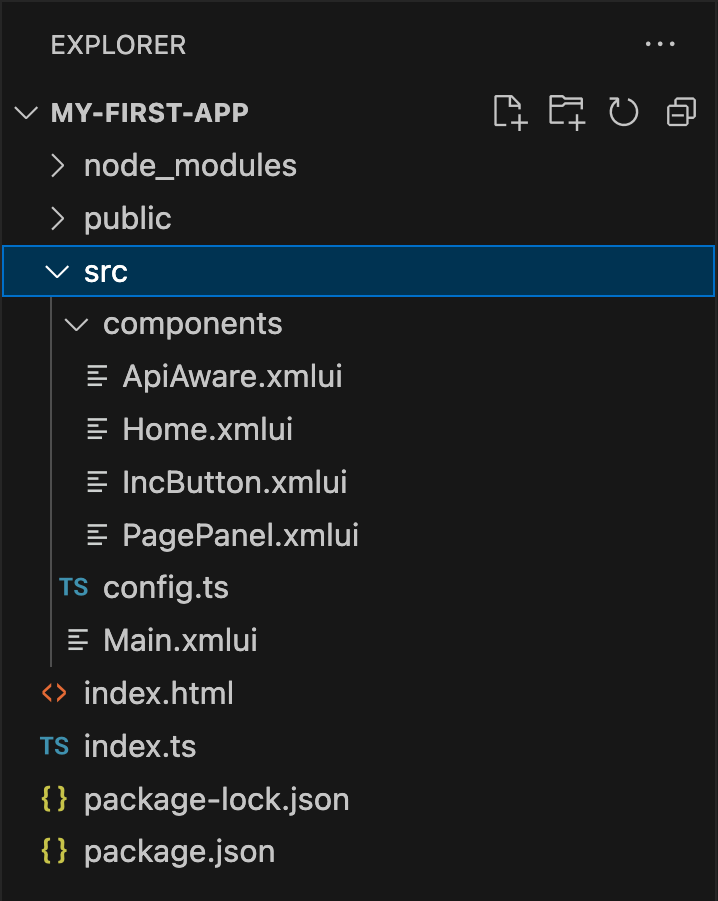 EXPLORER
MY-FIRST-APP
node_modules
public
src
components
ApiAware.xmlui
Home.xmlui
IncButton.xmlui
PagePanel.xmlui
TS config.ts
Main.xmlui
index.html
TS index.ts
package-lock.json
package.json